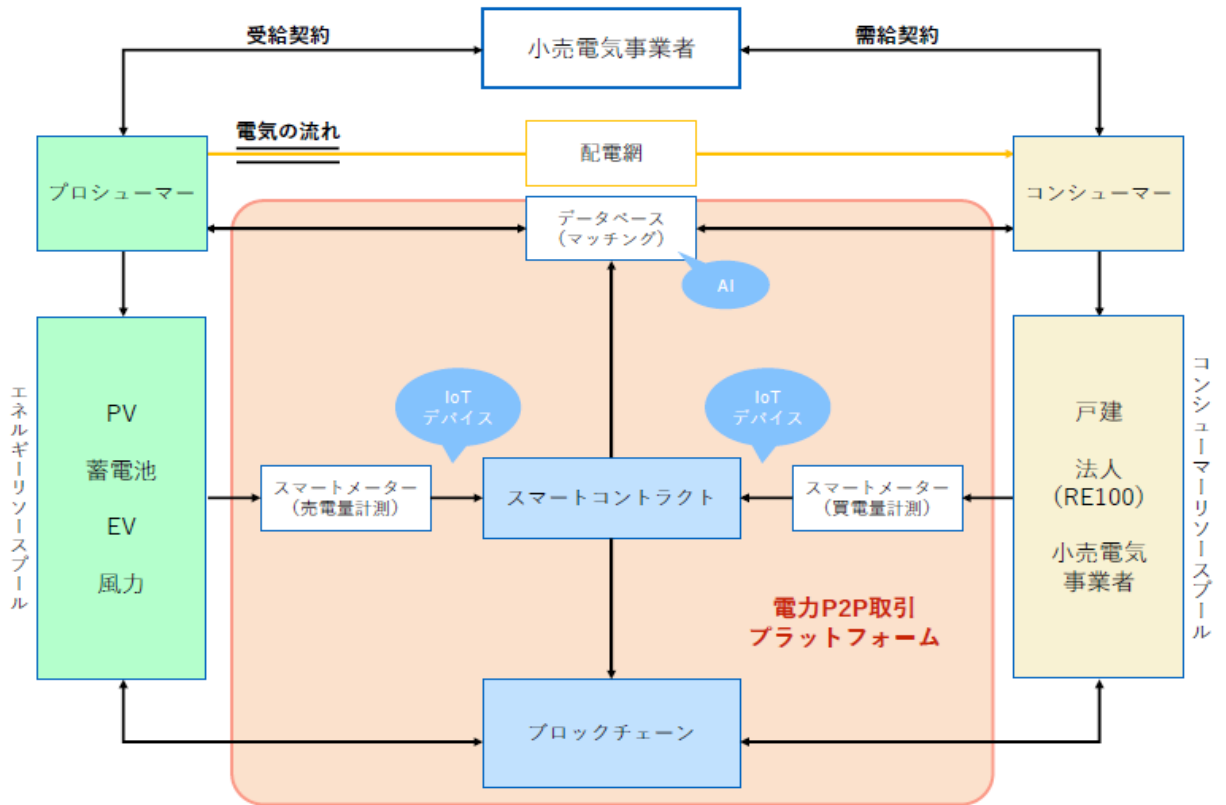 受給契約
小売電気事業者
需給契約
電気の流れ
配電網
プロシューマー
コンシューマー
データベース
(マッチング)
AI
エネルギーリソースプール
PV
蓄電池
EV
風力
IoT
デバイス
IoT
デバイス
スマートメーター
(売電量計測)
スマートコントラクト
スマートメーター
(買電量計測)
戸建
法人
(RE100)
小売電気
事業者
コンシューマーリソースプール
電力P2P取引
プラットフォーム
ブロックチェーン